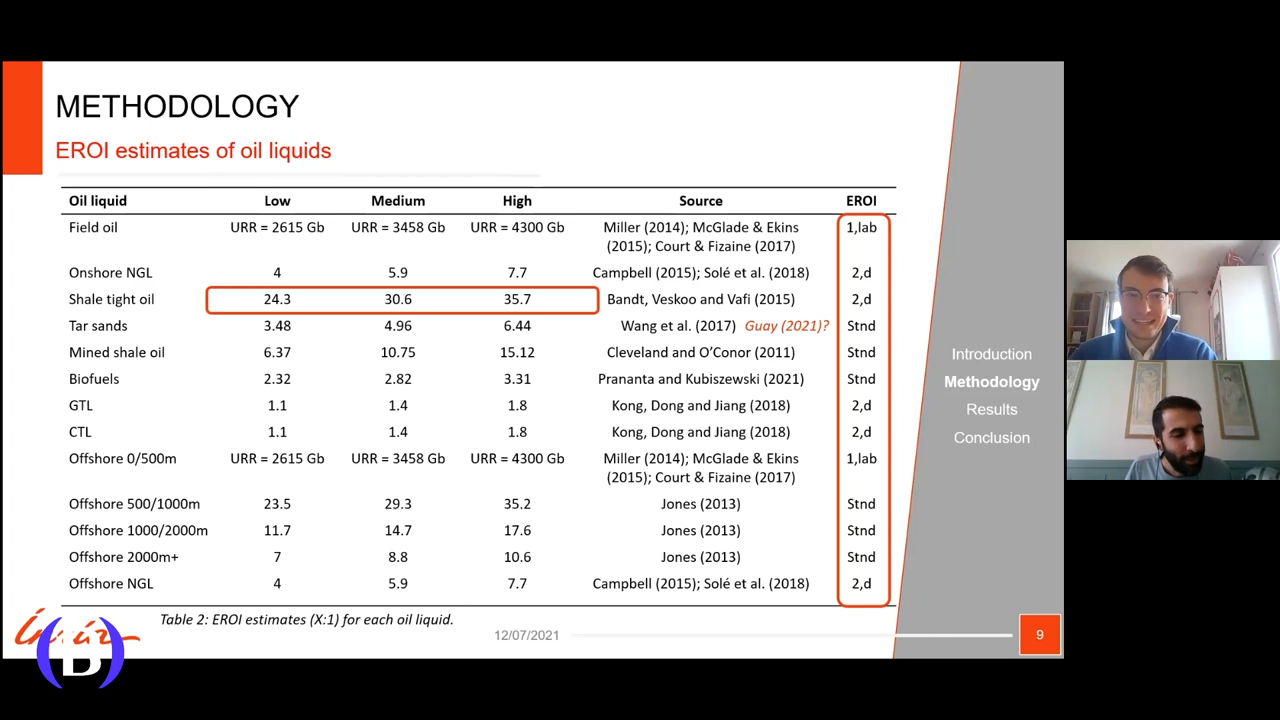 METHODOLOGY
EROI estimates of oil liquids
Oil liquid Low Medium High Source EROI
Field oil URR = 2615 Gb URR = 3458 Gb URR = 4300 Gb Miller (2014); McGlade & Ekins 1,lab
(2015); Court & Fizaine (2017)
Onshore NGL 4 5.9 7.7 Campbell (2015); Solé et al. (2018) 2,d
Shale tight oil 24.3 30.6 35.7 Bandt, Veskoo and Vafi (2015) 2,d
Tar sands 3.48 4.96 6.44 Wang et al. (2017) Guay (2021)? Stnd
Mined shale oil 6.37 10.75 15.12 Cleveland and O'Conor (2011) Stnd
Biofuels 2.32 2.82 3.31 Prananta and Kubiszewski (2021) Stnd
GTL 1.1 1.4 1.8 Kong, Dong and Jiang (2018) 2,d
CTL 1.1 1.4 1.8 Kong, Dong and Jiang (2018) 2,d
Offshore 0/500m URR = 2615 Gb URR = 3458 Gb URR = 4300 Gb Miller (2014); McGlade & Ekins 1,lab
(2015); Court & Fizaine (2017)
Offshore 500/1000m 23.5 29.3 35.2 Jones (2013) Stnd
Offshore 1000/2000m 11.7 14.7 17.6 Jones (2013) Stnd
Offshore 2000m+ 7 8.8 10.6 Jones (2013) Stnd
Offshore NGL 4 5.9 7.7 Campbell (2015); Solé et al. (2018) 2,d
Table 2: EROI estimates (X:1) for each oil liquid.
12/07/2021
9
Introduction
Methodology
Results
Conclusion